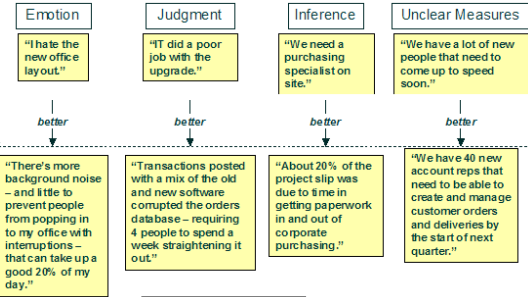 Emotion
Judgment
Inference
Unclear Measures
“I hate the
new office
layout.”
“IT did a poor
job with the
upgrade.”
“We need a
purchasing
specialist on
site.”
“We have a lot of new
people that need to
come up to speed
soon.”
better
better
better
better
“There's more
background noise
– and little to
prevent people
from popping in
to my office with
interruptions –
that can take up a
good 20% of my
day.”
“Transactions posted
with a mix of the old
and new software
corrupted the orders
database – requiring
4 people to spend a
week straightening it
out.”
“About 20% of the
project slip was
due to time in
getting paperwork
in and out of
corporate
purchasing.”
“We have 40 new
account reps that
need to be able to
create and manage
customer orders
and deliveries by
the start of next
quarter.”